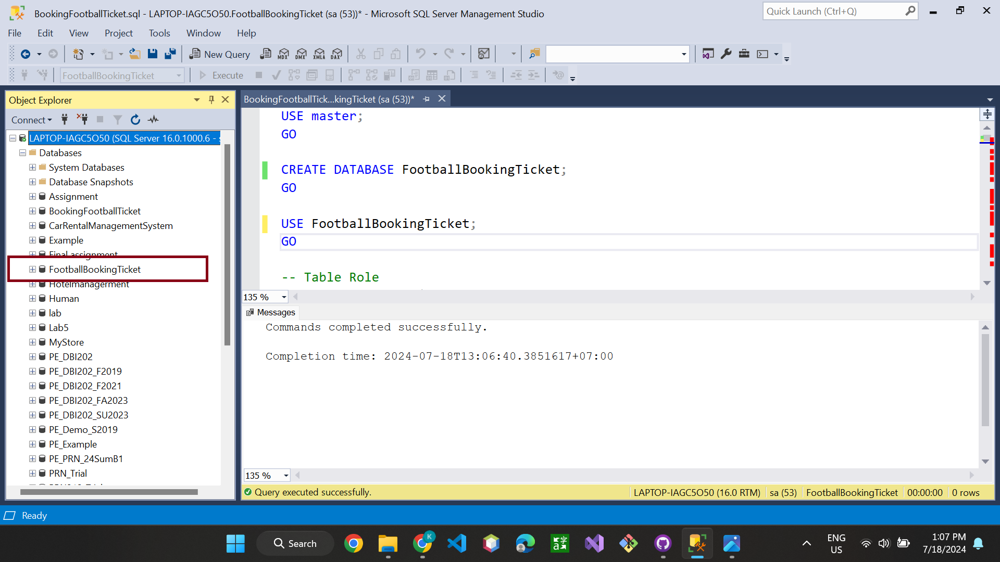 BookingFootballTicket.sql - LAPTOP-IAGC5O50.FootballBookingTicket (sa (53))* - Microsoft SQL Server Management Studio
Quick Launch (Ctrl+Q)
File Edit View Project Tools Window Help
New Query MDX DMX XMLA DAX
FootballBookingTicket Execute
Object Explorer
Connect
LAPTOP-IAGC5O50 (SQL Server 16.0.1000.6 - s
Databases
System Databases
Database Snapshots
Assignment
BookingFootballTicket
CarRentalManagementSystem
Example
Final assignment
FootballBookingTicket
Hotelmanagerment
Human
lab
Lab5
MyStore
PE_DBI202
PE_DBI202_F2019
PE_DBI202_F2021
PE_DBI202_FA2023
PE_DBI202_SU2023
PE_Demo_S2019
PE_Example
PE_PRN_24SumB1
PRN_Trial
BookingFootballTick...kingTicket (sa (53))*
USE master;
GO
CREATE DATABASE FootballBookingTicket;
GO
USE FootballBookingTicket;
GO
-- Table Role
135 %
Messages
Commands completed successfully.
Completion time: 2024-07-18T13:06:40.3851617+07:00
135 %
Query executed successfully. LAPTOP-IAGC5O50 (16.0 RTM) sa (53) FootballBookingTicket 00:00:00 0 rows
Ready
Search
K
a字
ENG
US
1:07 PM
7/18/2024